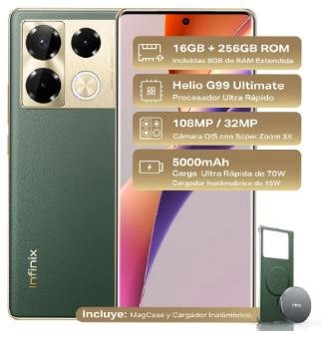 16GB + 256GB ROM
Incluidas 8GB de RAM Extendida
Helio G99 Ultimate
Procesador Ultra Rápido
108MP / 32MP
Cámara OIS con Súper Zoom 3X
5000mAh
Carga Ultra Rápida de 70W
Cargador Inalámbrico de 15W
Infinix
Incluye: MagCase y Cargador Inalámbrico.